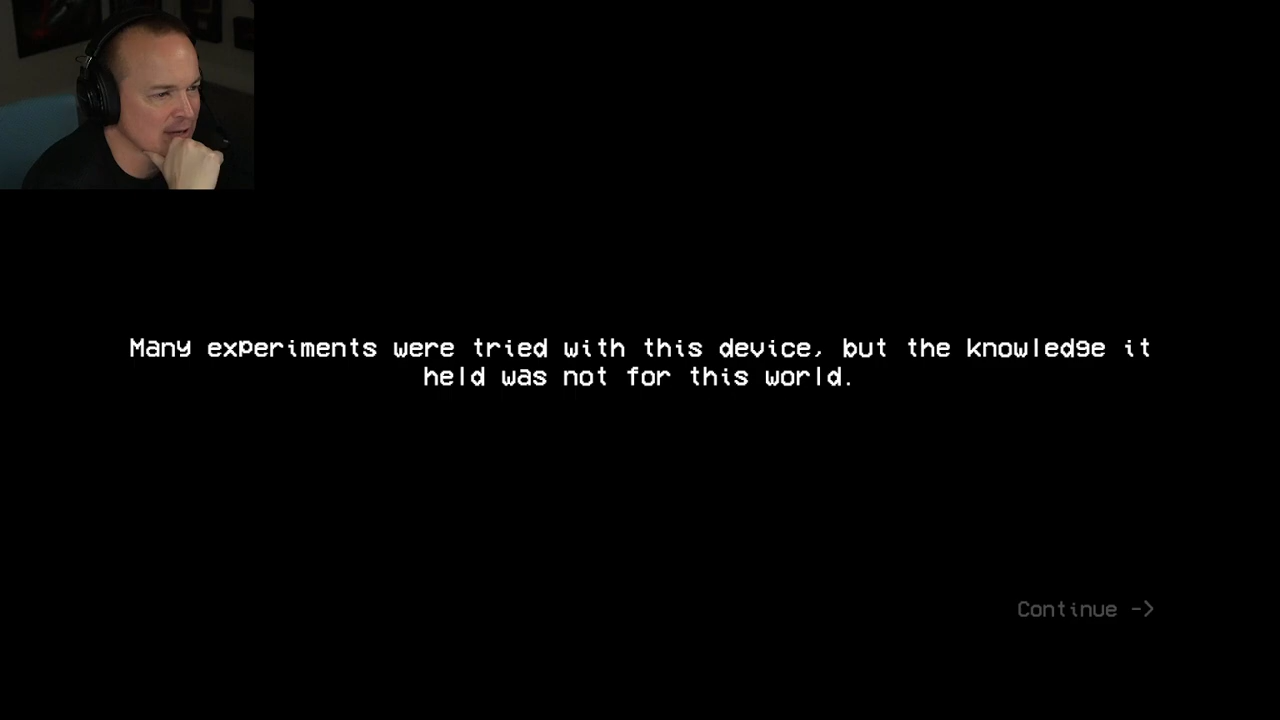 Many experiments were tried with this device, but the knowledge it
held was not for this world.
Continue ->